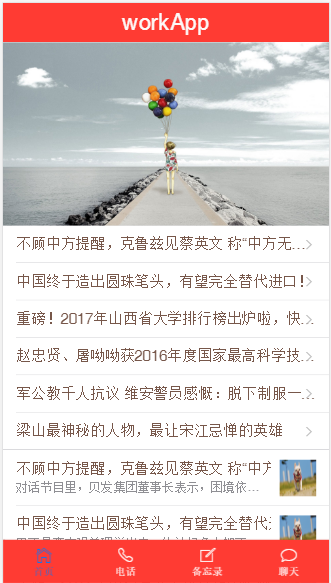 workApp
不顾中方提醒，克鲁兹见蔡英文 称“中方无...
中国终于造出圆珠笔头，有望完全替代进口！
重磅！2017年山西省大学排行榜出炉啦，快...
赵忠贤、屠呦呦获2016年度国家最高科学技...
军公教千人抗议 维安警员感慨：脱下制服一...
梁山最神秘的人物，最让宋江忌惮的英雄
不顾中方提醒，克鲁兹见蔡英文 称“中方
对话节目里，贝发集团董事长表示，困境依...
中国终于造出圆珠笔头，有望完全替代进口
电话
备忘录
聊天